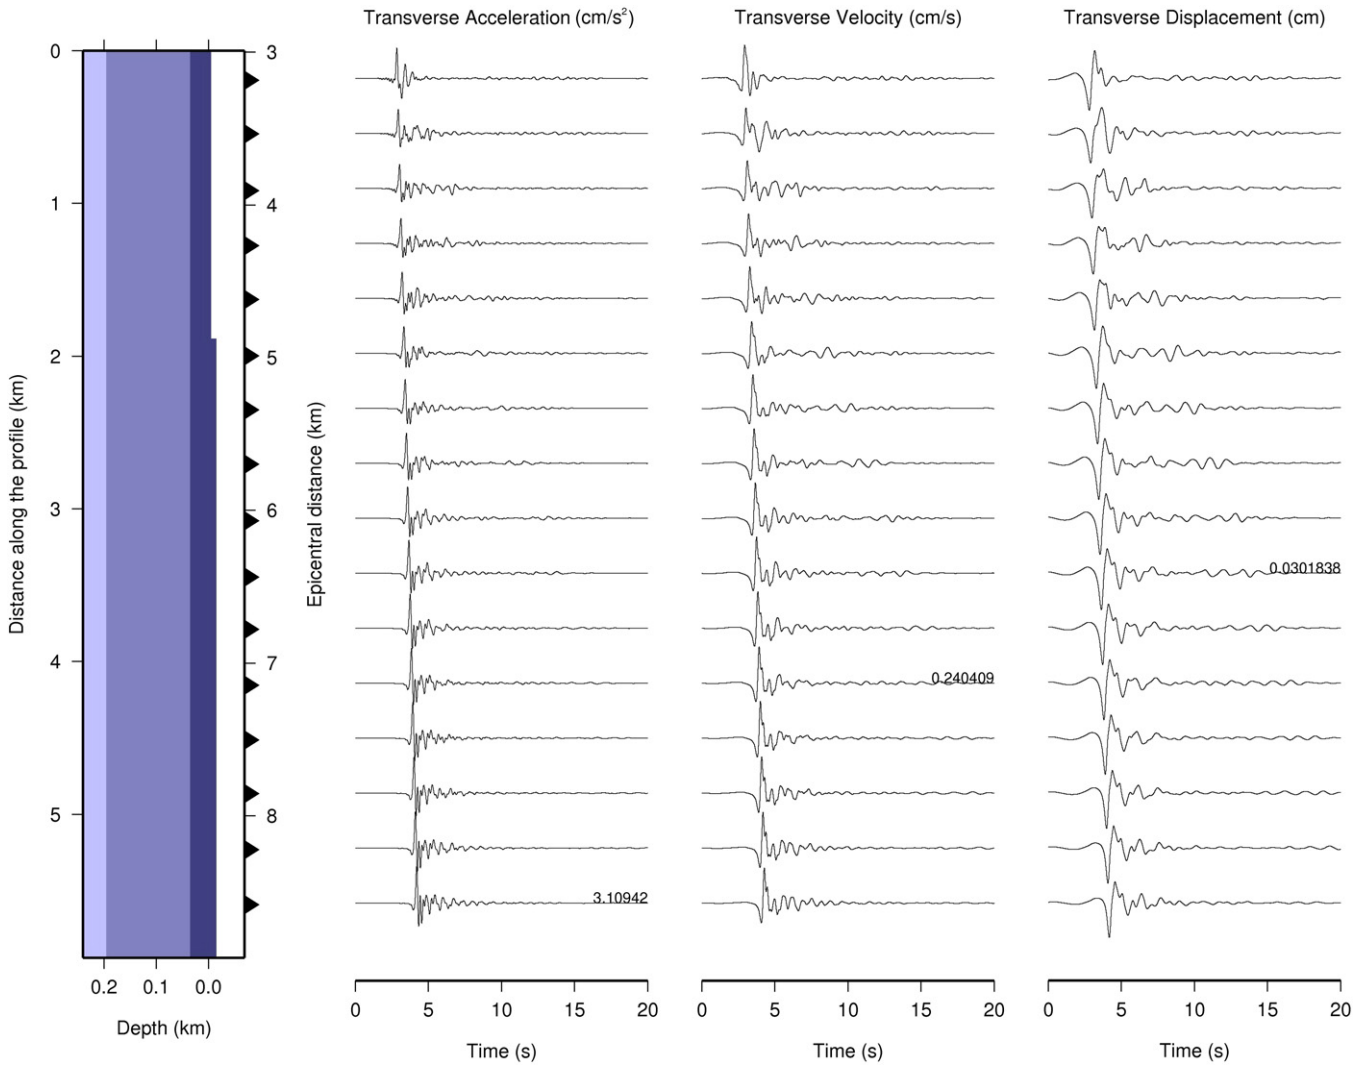 Transverse Acceleration (cm/s²)
Transverse Velocity (cm/s)
Transverse Displacement (cm)
Distance along the profile (km)
0
1
2
3
4
5
3
4
5
6
7
8
Epicentral distance (km)
0.2 0.1 0.0
Depth (km)
3.10942
0.240409
0.0301838
0 5 10 15 20
Time (s)
0 5 10 15 20
Time (s)
0 5 10 15 20
Time (s)